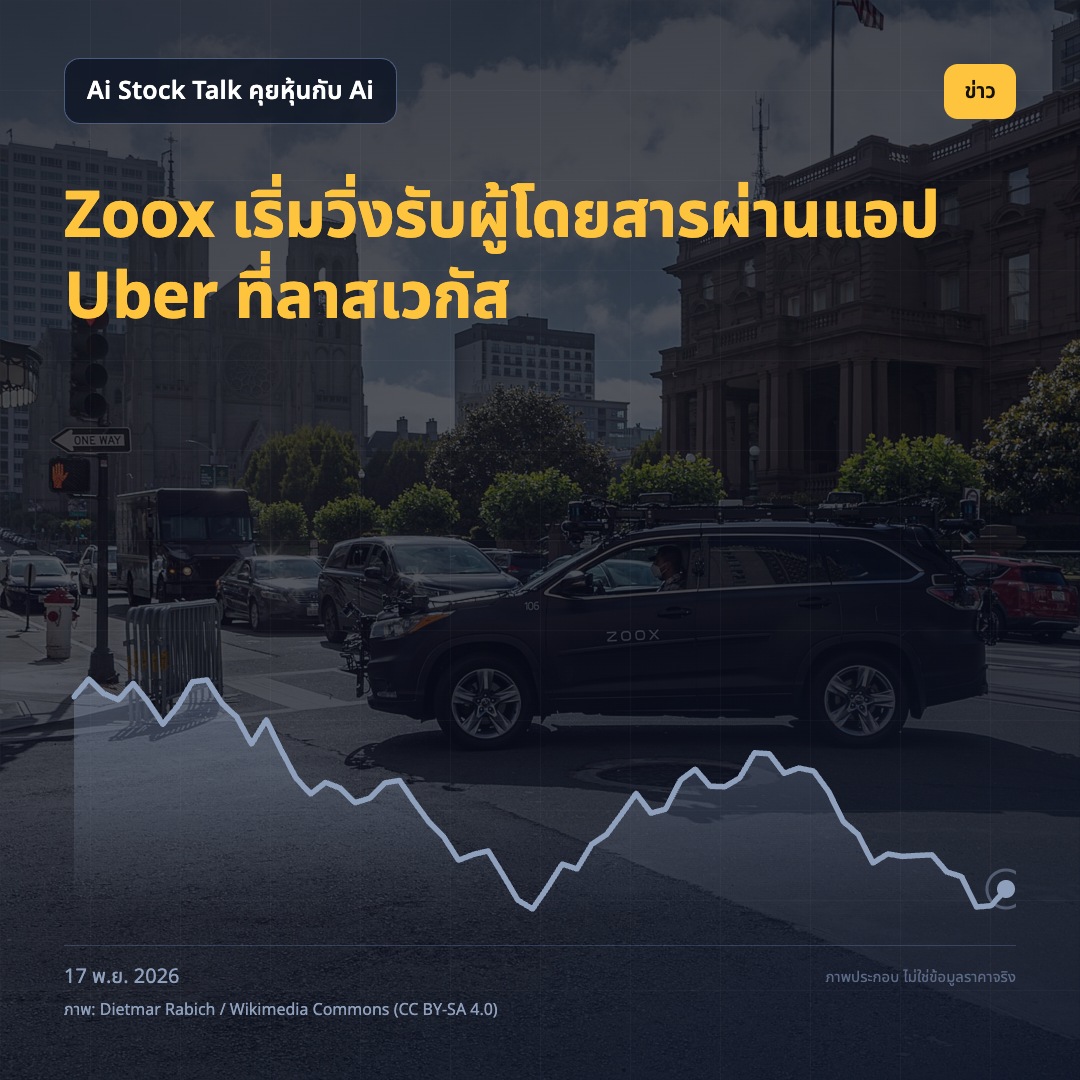 Ai Stock Talk คุยหุ้นกับ Ai
ข่าว
Zoox เริ่มวิ่งรับผู้โดยสารผ่านแอป
Uber ที่ลาสเวกัส
ONE WAY
106
ZOOX
17 พ.ย. 2026
ภาพประกอบ ไม่ใช่ข้อมูลราคาจริง
ภาพ: Dietmar Rabich / Wikimedia Commons (CC BY-SA 4.0)